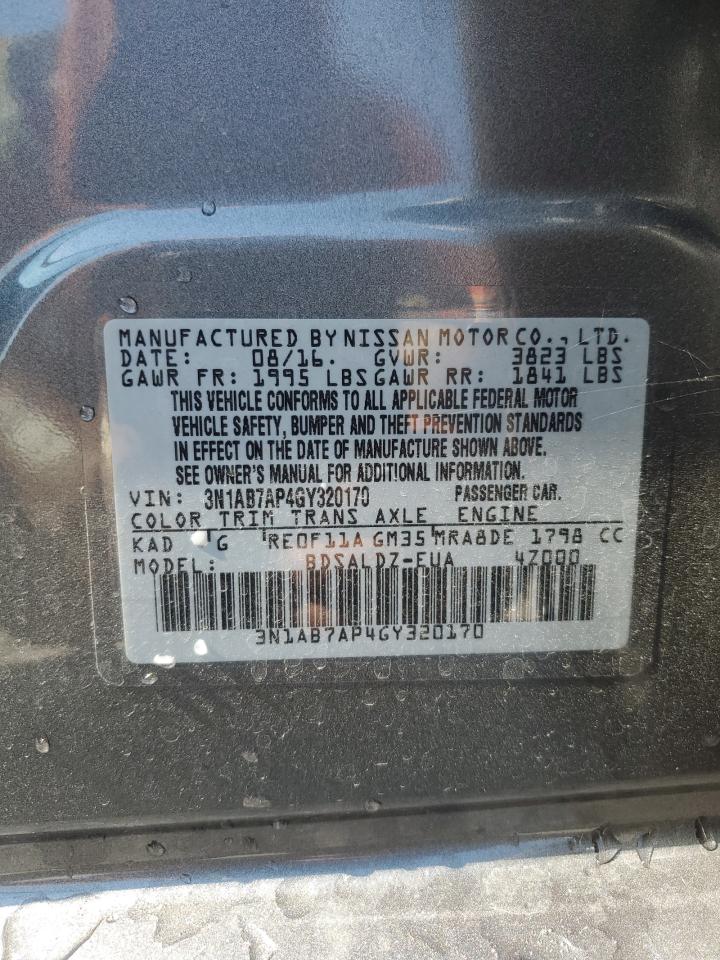 MANUFACTURED BY NISSAN MOTOR CO., LTD.
DATE: 08/16. GVWR: 3823 LBS
GAWR FR: 1995 LBS GAWR RR: 1841 LBS
THIS VEHICLE CONFORMS TO ALL APPLICABLE FEDERAL MOTOR
VEHICLE SAFETY, BUMPER AND THEFT PREVENTION STANDARDS
IN EFFECT ON THE DATE OF MANUFACTURE SHOWN ABOVE.
SEE OWNER'S MANUAL FOR ADDITIONAL INFORMATION.
VIN: 3N1AB7AP4GY320170 PASSENGER CAR.
COLOR TRIM TRANS AXLE ENGINE
KAD G RE0F11A GM35 MRA8DE 1798 CC
MODEL: BDSALDZ-EUA 4Z000
3N1AB7AP4GY320170